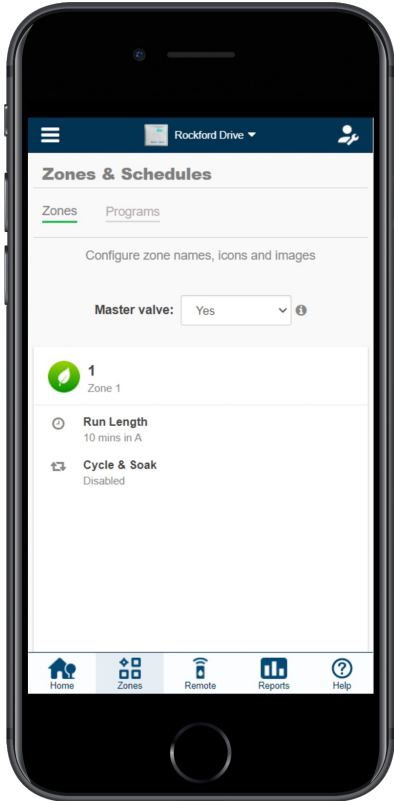 Rockford Drive
Zones & Schedules
Zones Programs
Configure zone names, icons and images
Master valve: Yes
1
Zone 1
Run Length
10 mins in A
Cycle & Soak
Disabled
Home Zones Remote Reports Help